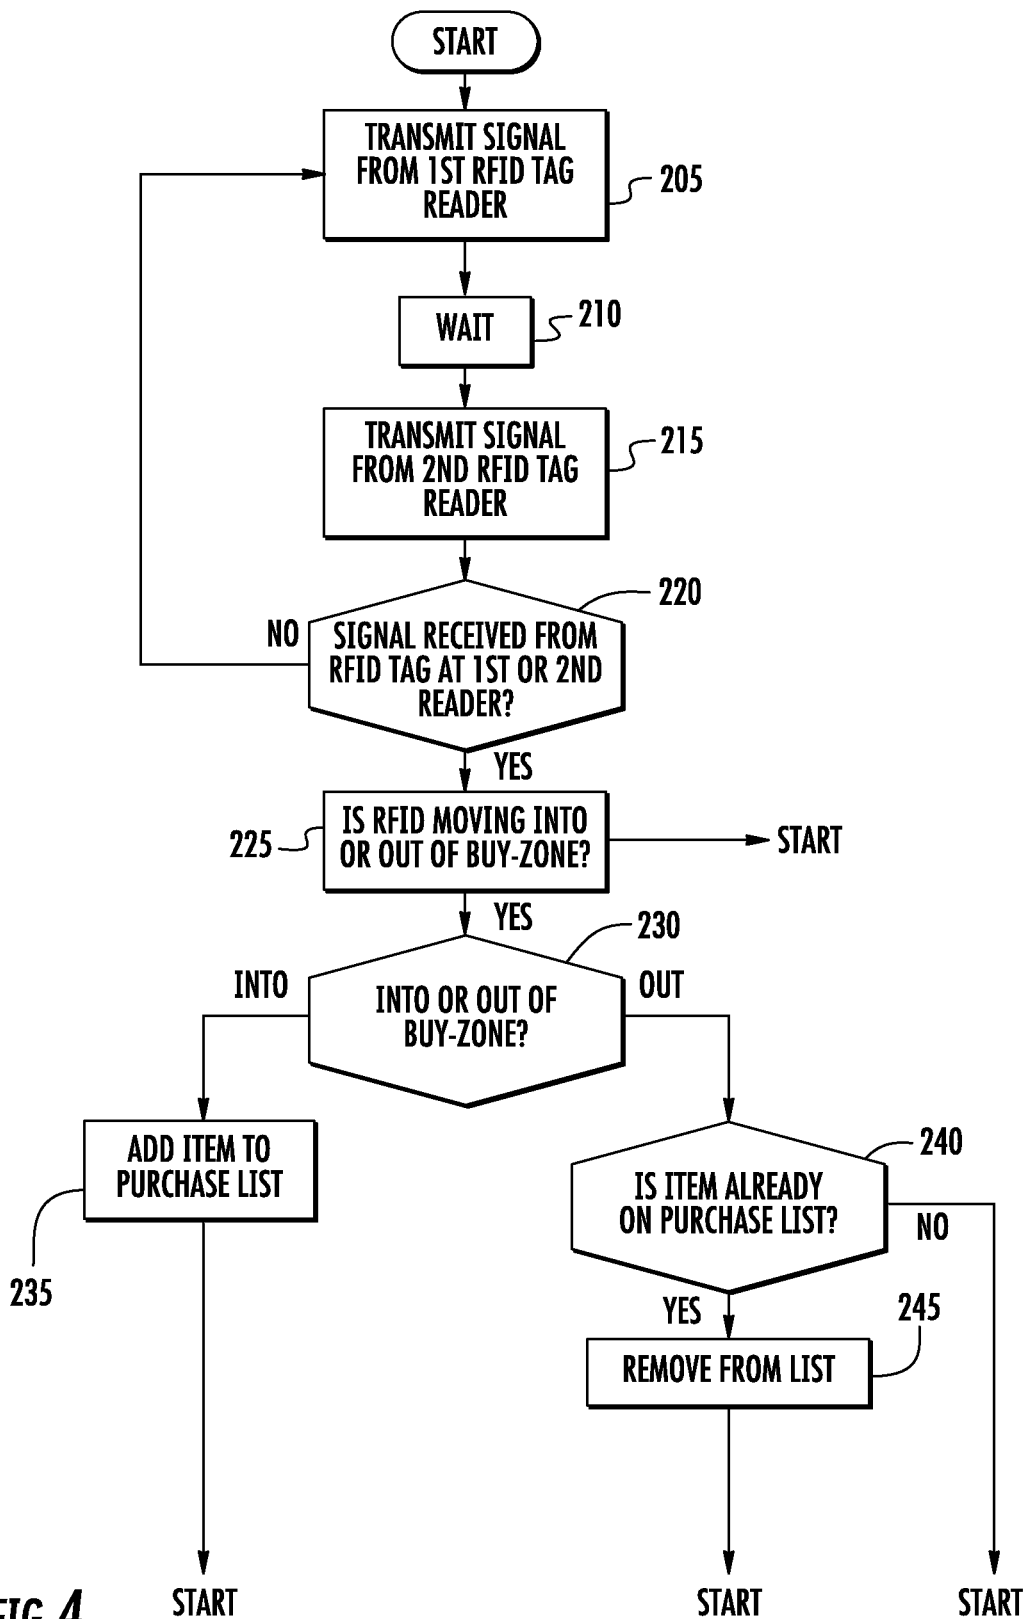 START
TRANSMIT SIGNAL
FROM 1ST RFID TAG
READER
205
WAIT
210
TRANSMIT SIGNAL
FROM 2ND RFID TAG
READER
215
220
NO
SIGNAL RECEIVED FROM
RFID TAG AT 1ST OR 2ND
READER?
YES
225
IS RFID MOVING INTO
OR OUT OF BUY-ZONE?
START
YES
230
INTO
INTO OR OUT OF
BUY-ZONE?
OUT
ADD ITEM TO
PURCHASE LIST
235
240
IS ITEM ALREADY
ON PURCHASE LIST?
NO
YES
245
REMOVE FROM LIST
FIG. 4
START
START
START